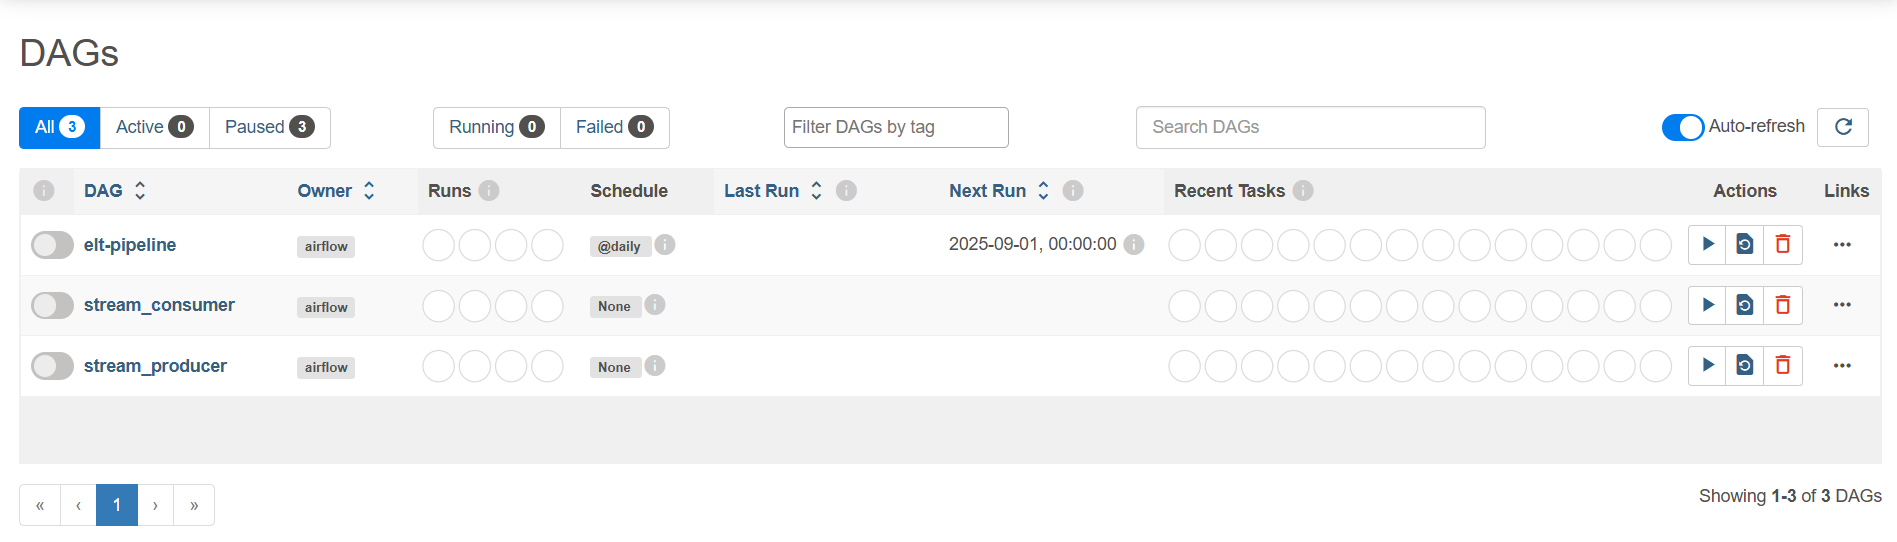 DAGs
All 3 Active 0 Paused 3 Running 0 Failed 0 Filter DAGs by tag Search DAGs Auto-refresh
i DAG Owner Runs i Schedule Last Run i Next Run i Recent Tasks i Actions Links
elt-pipeline airflow @daily i 2025-09-01, 00:00:00 i ...
stream_consumer airflow None i ...
stream_producer airflow None i ...
« ‹ 1 › » Showing 1-3 of 3 DAGs